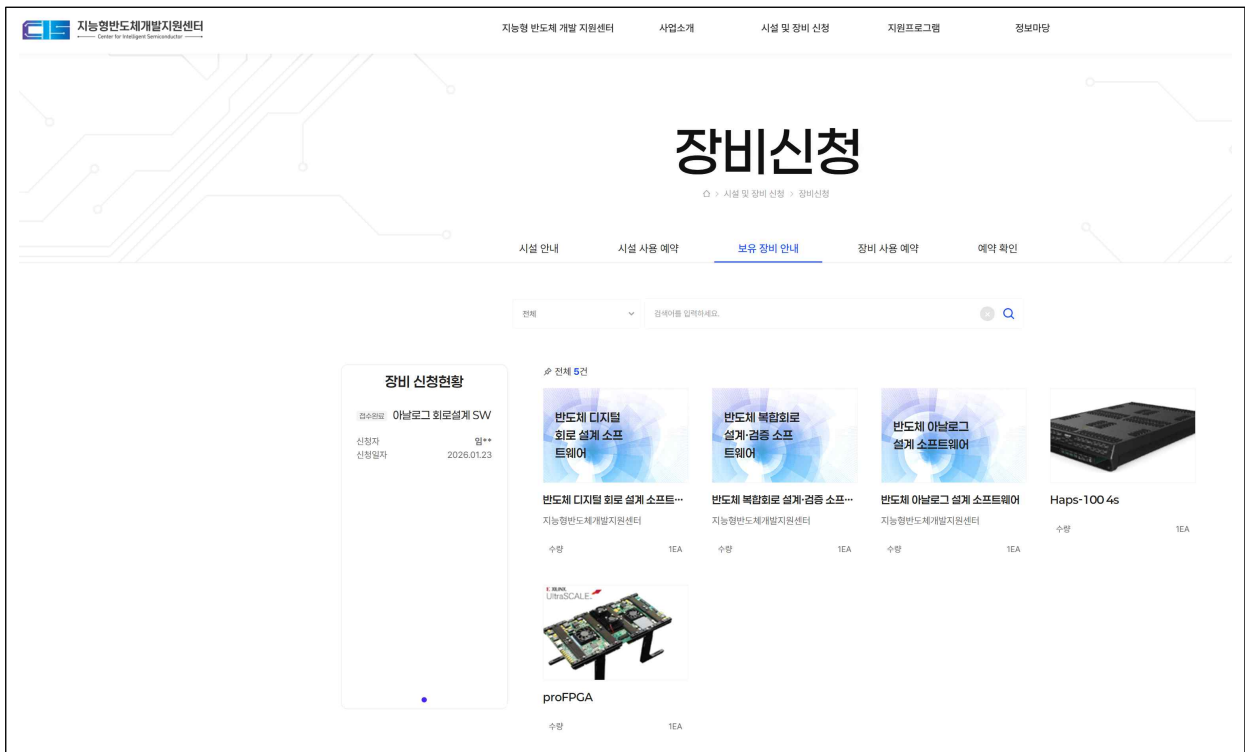 CIS 지능형반도체개발지원센터
Center for Intelligent Semiconductor
지능형 반도체 개발 지원센터 사업소개 시설 및 장비 신청 지원프로그램 정보마당
장비신청
> 시설 및 장비 신청 > 장비신청
시설 안내 시설 사용 예약 보유 장비 안내 장비 사용 예약 예약 확인
전체 검색어를 입력하세요.
장비 신청현황
접수완료 아날로그 회로설계 SW
신청자 임**
신청일자 2026.01.23
전체 5건
반도체 디지털
회로 설계 소프
트웨어
반도체 디지털 회로 설계 소프트…
지능형반도체개발지원센터
수량 1EA
반도체 복합회로
설계·검증 소프
트웨어
반도체 복합회로 설계·검증 소프…
지능형반도체개발지원센터
수량 1EA
반도체 아날로그
설계 소프트웨어
반도체 아날로그 설계 소프트웨어
지능형반도체개발지원센터
수량 1EA
Haps-100 4s
수량 1EA
XILINX
UltraSCALE
proFPGA
수량 1EA